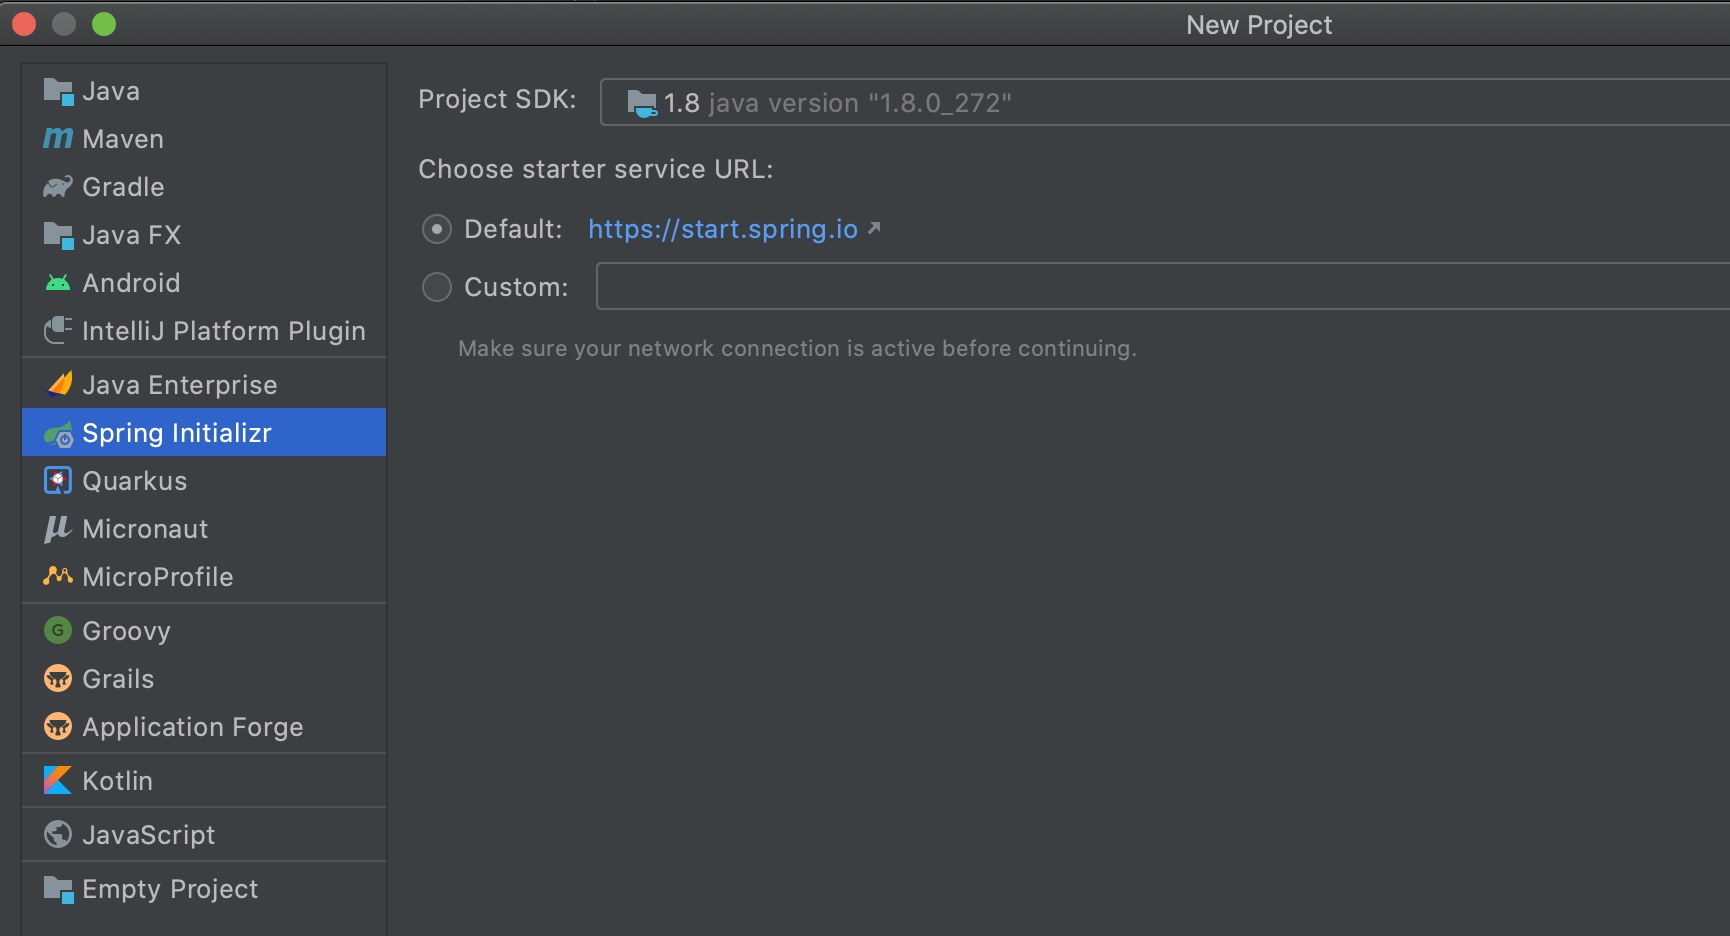 New Project
Java
Maven
Gradle
Java FX
Android
IntelliJ Platform Plugin
Java Enterprise
Spring Initializr
Quarkus
Micronaut
MicroProfile
Groovy
Grails
Application Forge
Kotlin
JavaScript
Empty Project
Project SDK: 1.8 java version "1.8.0_272"
Choose starter service URL:
Default: https://start.spring.io
Custom:
Make sure your network connection is active before continuing.